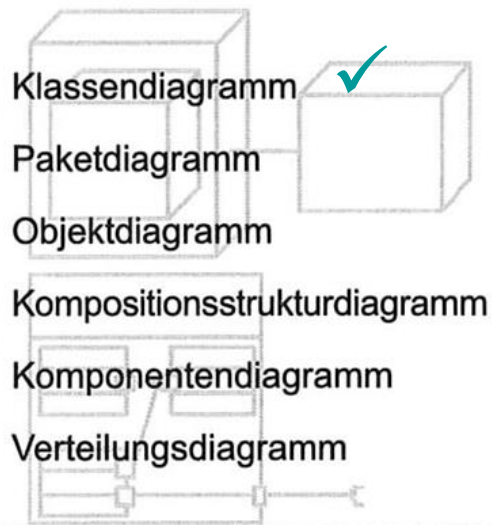 Klassendiagramm
Paketdiagramm
Objektdiagramm
Kompositionsstrukturdiagramm
Komponentendiagramm
Verteilungsdiagramm